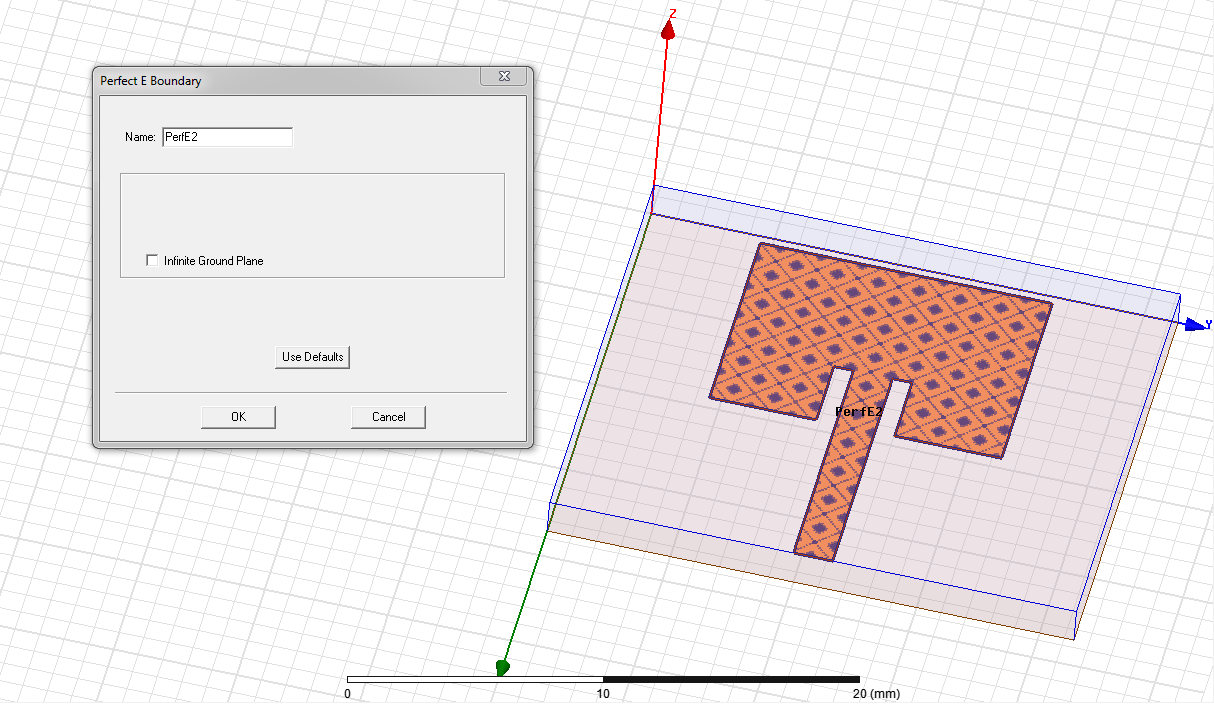 Z
Perfect E Boundary
Name: PerfE2
Infinite Ground Plane
Y
Use Defaults
PerfE2
OK Cancel
0 10 20 (mm)